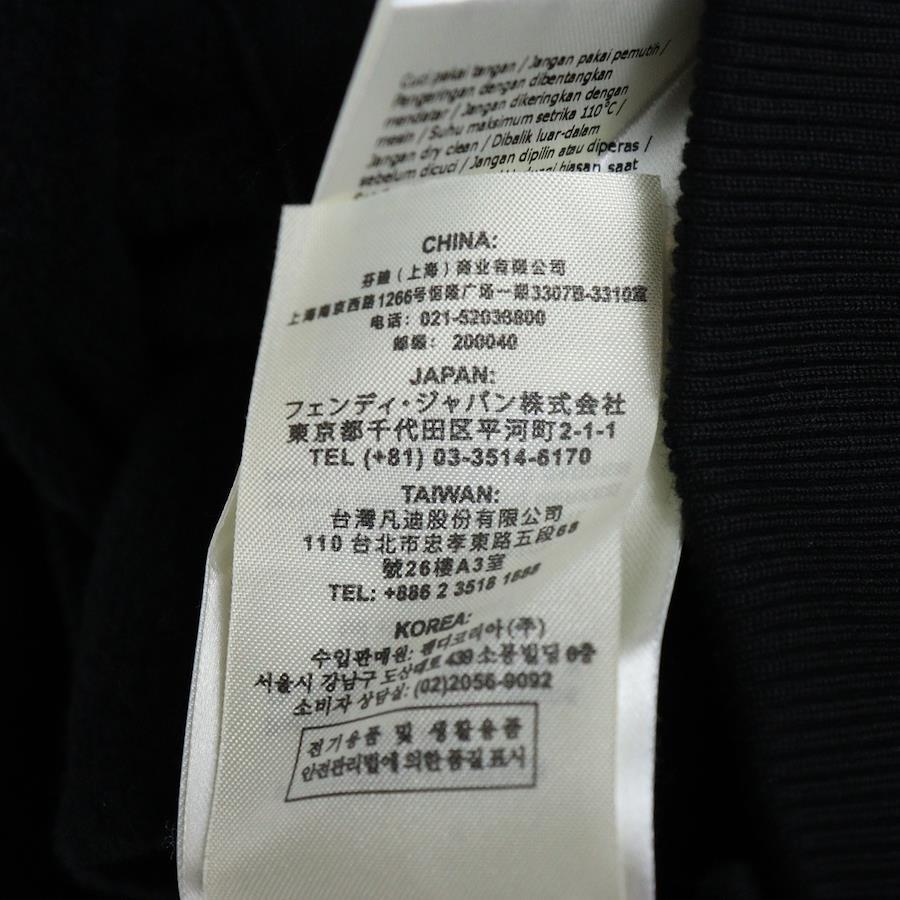 Cuci pakai tangan / Jangan pakai pemutih /
Pengeringan dengan dibentangkan
mendatar / Jangan dikeringkan dengan
mesin / Suhu maksimum setrika 110°C /
Jangan dry clean / Dibalik luar-dalam
sebelum dicuci / Jangan dipilin atau diperas /
hiasan saat
CHINA:
芬迪（上海）商业有限公司
上海南京西路1266号恒隆广场一期3307B-3310室
电话: 021-52030800
邮编: 200040
JAPAN:
フェンディ・ジャパン株式会社
東京都千代田区平河町2-1-1
TEL (+81) 03-3514-6170
TAIWAN:
台灣凡迪股份有限公司
110 台北市忠孝東路五段68
號26樓A3室
TEL: +886 2 3518 1688
KOREA:
수입판매원: 펜디코리아(주)
서울시 강남구 도산대로 439 소봉빌딩 6층
소비자 상담실: (02)2056-9092
전기용품 및 생활용품
안전관리법에 의한 품질 표시